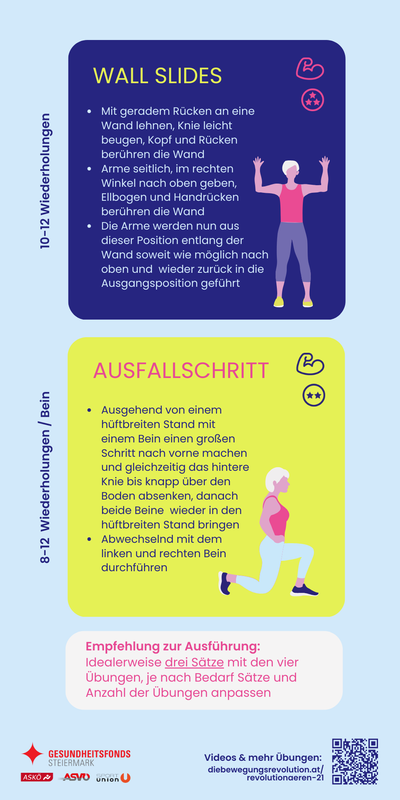 WALL SLIDES
10-12 Wiederholungen
• Mit geradem Rücken an eine
Wand lehnen, Knie leicht
beugen, Kopf und Rücken
berühren die Wand
• Arme seitlich, im rechten
Winkel nach oben geben,
Ellbogen und Handrücken
berühren die Wand
• Die Arme werden nun aus
dieser Position entlang der
Wand soweit wie möglich nach
oben und wieder zurück in die
Ausgangsposition geführt
AUSFALLSCHRITT
8-12 Wiederholungen / Bein
• Ausgehend von einem
hüftbreiten Stand mit
einem Bein einen großen
Schritt nach vorne machen
und gleichzeitig das hintere
Knie bis knapp über den
Boden absenken, danach
beide Beine wieder in den
hüftbreiten Stand bringen
• Abwechselnd mit dem
linken und rechten Bein
durchführen
Empfehlung zur Ausführung:
Idealerweise drei Sätze mit den vier
Übungen, je nach Bedarf Sätze und
Anzahl der Übungen anpassen
GESUNDHEITSFONDS
STEIERMARK
ASKÖ ASVÖ SPORT union
Videos & mehr Übungen:
diebewegungsrevolution.at/
revolutionaeren-21